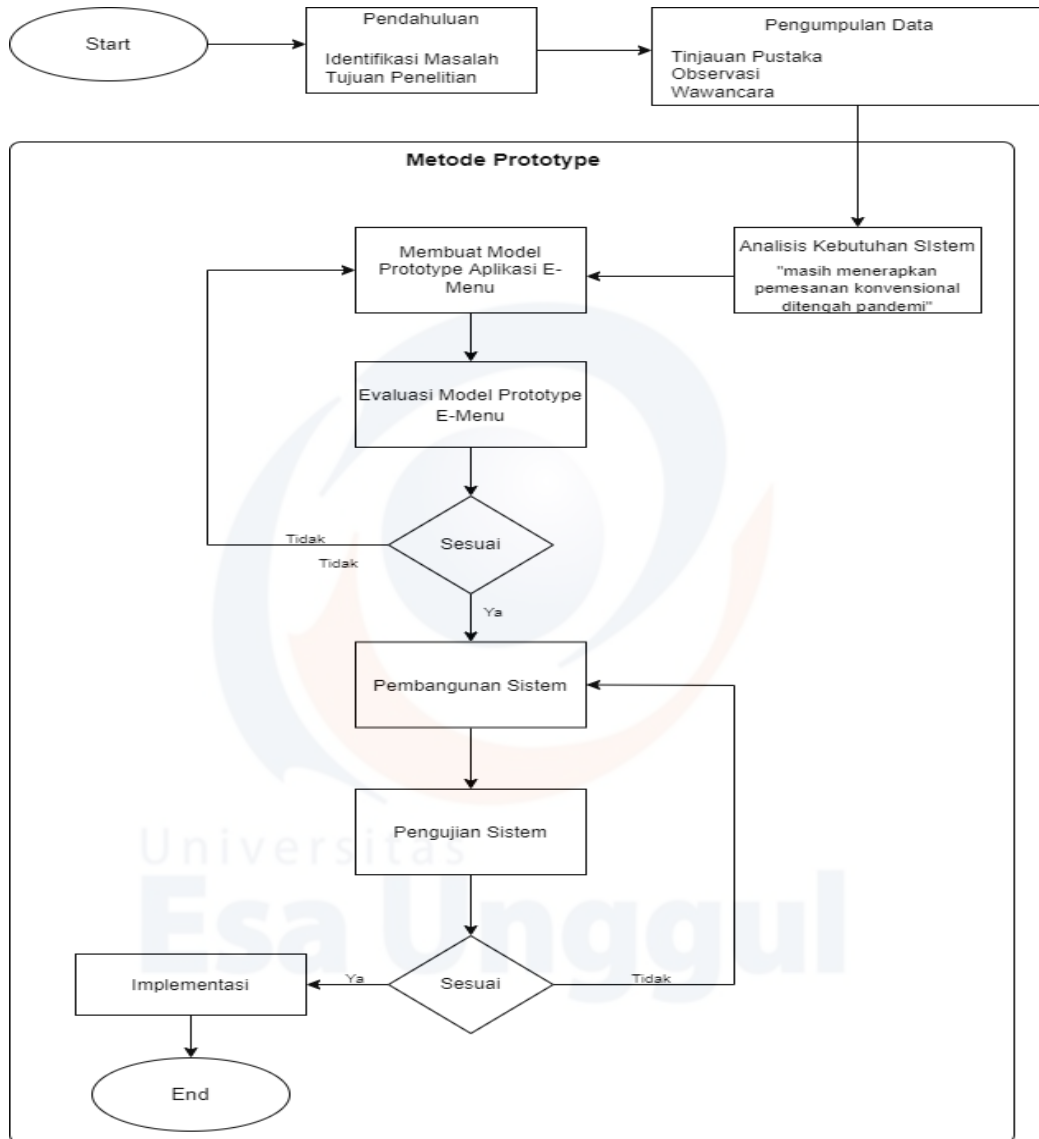 Start
Pendahuluan
Identifikasi Masalah
Tujuan Penelitian
Pengumpulan Data
Tinjauan Pustaka
Observasi
Wawancara
Metode Prototype
Analisis Kebutuhan SIstem
"masih menerapkan
pemesanan konvensional
ditengah pandemi"
Membuat Model
Prototype Aplikasi E-
Menu
Evaluasi Model Prototype
E-Menu
Sesuai
Tidak
Tidak
Ya
Pembangunan Sistem
Pengujian Sistem
Sesuai
Tidak
Ya
Implementasi
End
Universitas
Esa Unggul